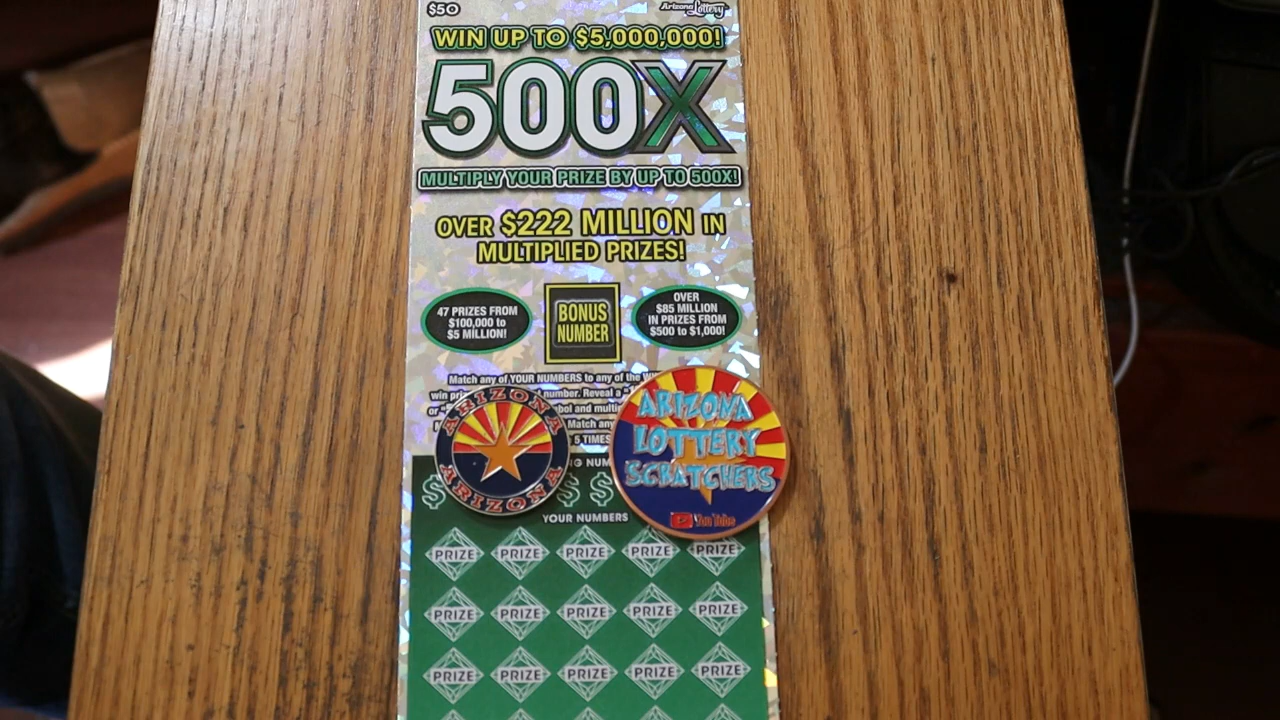 $50
Arizona Lottery
WIN UP TO $5,000,000!
500X
MULTIPLY YOUR PRIZE BY UP TO 500X!
OVER $222 MILLION IN
MULTIPLIED PRIZES!
47 PRIZES FROM
$100,000 to
$5 MILLION!
BONUS
NUMBER
OVER
$85 MILLION
IN PRIZES FROM
$500 to $1,000!
Match any of YOUR NUMBERS to any of the
win number. Reveal a
or and
Match any
5 TIMES
ARIZONA
ARIZONA
ARIZONA
LOTTERY
SCRATCHERS
YouTube
$ $ $
YOUR NUMBERS
PRIZE PRIZE PRIZE PRIZE PRIZE
PRIZE PRIZE PRIZE PRIZE PRIZE
PRIZE PRIZE PRIZE PRIZE PRIZE